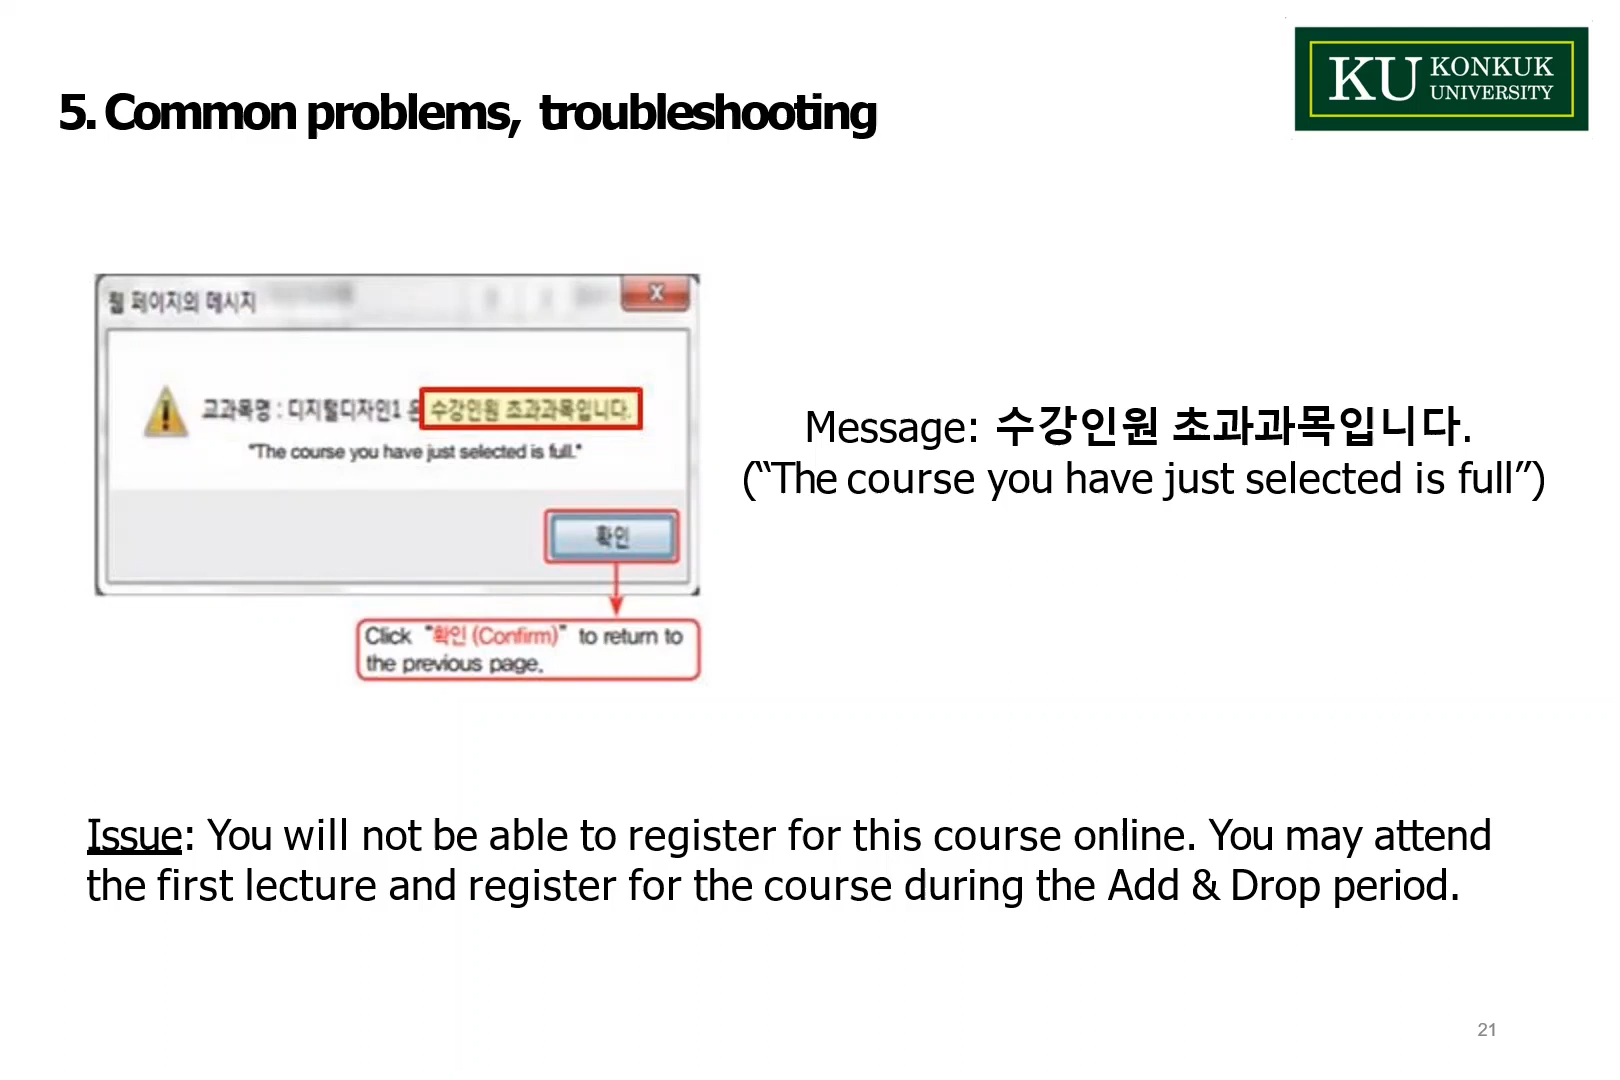 KU KONKUK
UNIVERSITY
5. Common problems, troubleshooting
웹 페이지의 메시지
X
교과목명 : 디지털디자인1 은 수강인원 초과과목입니다.
"The course you have just selected is full."
확인
Click "확인 (Confirm)" to return to
the previous page.
Message: 수강인원 초과과목입니다.
(“The course you have just selected is full”)
Issue: You will not be able to register for this course online. You may attend
the first lecture and register for the course during the Add & Drop period.
21